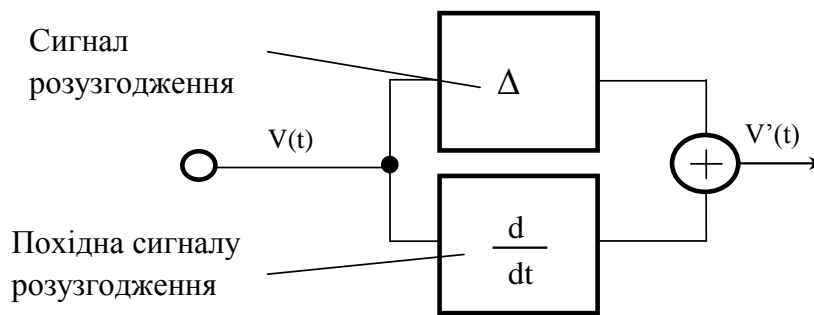 Сигнал
розузгодження
Δ
V(t)
V’(t)
+
Похідна сигналу
розузгодження
d
dt